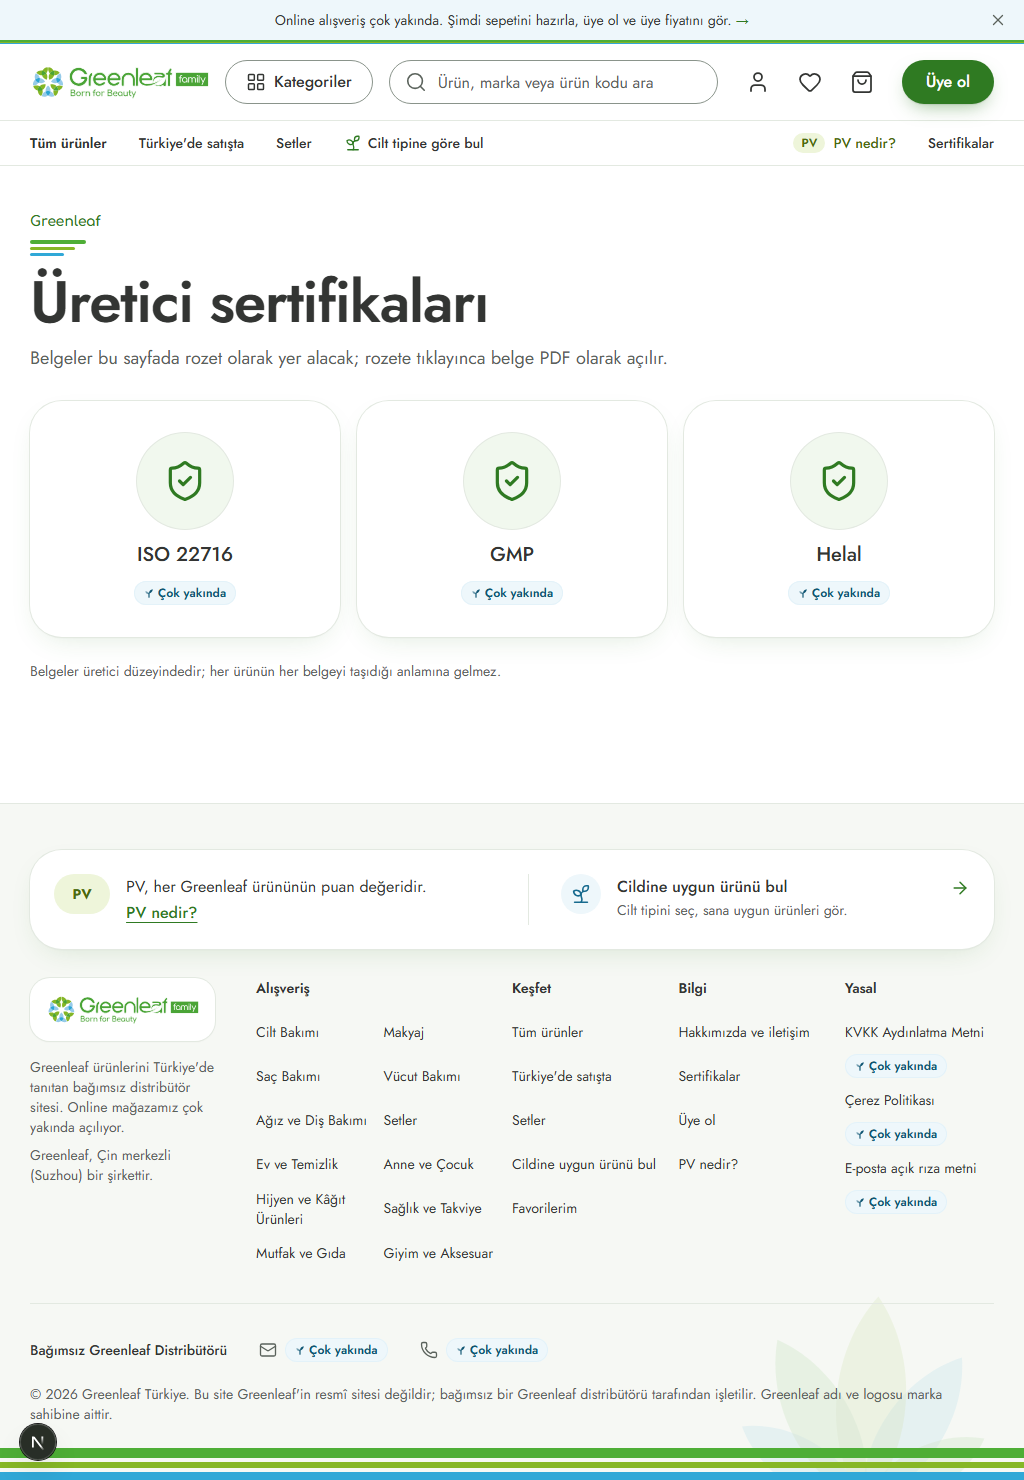 Online alışveriş çok yakında. Şimdi sepetini hazırla, üye ol ve üye fiyatını gör. →
Greenleaf family
Born for Beauty
Kategoriler
Ürün, marka veya ürün kodu ara
Üye ol
Tüm ürünler
Türkiye'de satışta
Setler
Cilt tipine göre bul
PV
PV nedir?
Sertifikalar
Greenleaf
Üretici sertifikaları
Belgeler bu sayfada rozet olarak yer alacak; rozete tıklayınca belge PDF olarak açılır.
ISO 22716
Çok yakında
GMP
Çok yakında
Helal
Çok yakında
Belgeler üretici düzeyindedir; her ürünün her belgeyi taşıdığı anlamına gelmez.
PV
PV, her Greenleaf ürününün puan değeridir.
PV nedir?
Cildine uygun ürünü bul
Cilt tipini seç, sana uygun ürünleri gör.
Greenleaf family
Born for Beauty
Greenleaf ürünlerini Türkiye'de
tanıtan bağımsız distribütör
sitesi. Online mağazamız çok
yakında açılıyor.
Greenleaf, Çin merkezli
(Suzhou) bir şirkettir.
Alışveriş
Cilt Bakımı
Makyaj
Saç Bakımı
Vücut Bakımı
Ağız ve Diş Bakımı
Setler
Ev ve Temizlik
Anne ve Çocuk
Hijyen ve Kâğıt
Ürünleri
Sağlık ve Takviye
Mutfak ve Gıda
Giyim ve Aksesuar
Keşfet
Tüm ürünler
Türkiye'de satışta
Setler
Cildine uygun ürünü bul
Favorilerim
Bilgi
Hakkımızda ve iletişim
Sertifikalar
Üye ol
PV nedir?
Yasal
KVKK Aydınlatma Metni
Çok yakında
Çerez Politikası
Çok yakında
E-posta açık rıza metni
Çok yakında
Bağımsız Greenleaf Distribütörü
Çok yakında
Çok yakında
© 2026 Greenleaf Türkiye. Bu site Greenleaf'in resmî sitesi değildir; bağımsız bir Greenleaf distribütörü tarafından işletilir. Greenleaf adı ve logosu marka
sahibine aittir.
N